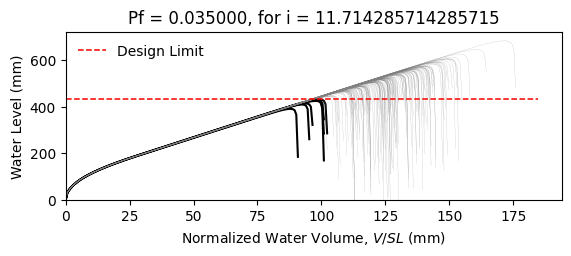 Pf = 0.035000, for i = 11.714285714285715
Water Level (mm)
600
400
200
0
Design Limit
0 25 50 75 100 125 150 175
Normalized Water Volume, V/SL (mm)